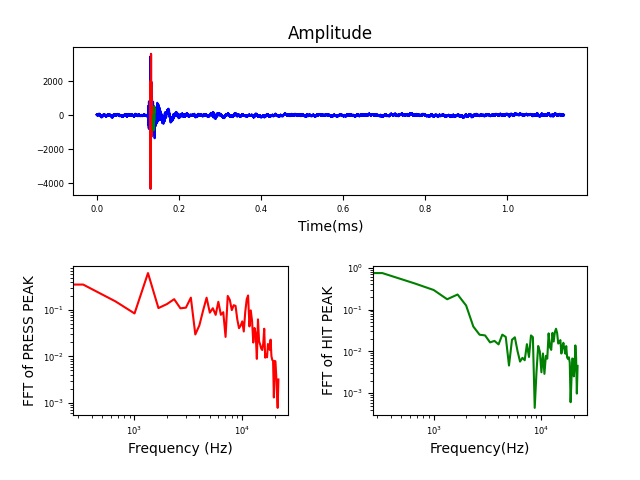 Amplitude
2000
0
−2000
−4000
0.0 0.2 0.4 0.6 0.8 1.0
Time(ms)
FFT of PRESS PEAK
10⁻¹
10⁻²
10⁻³
10³ 10⁴
Frequency (Hz)
FFT of HIT PEAK
10⁰
10⁻¹
10⁻²
10⁻³
10³ 10⁴
Frequency(Hz)